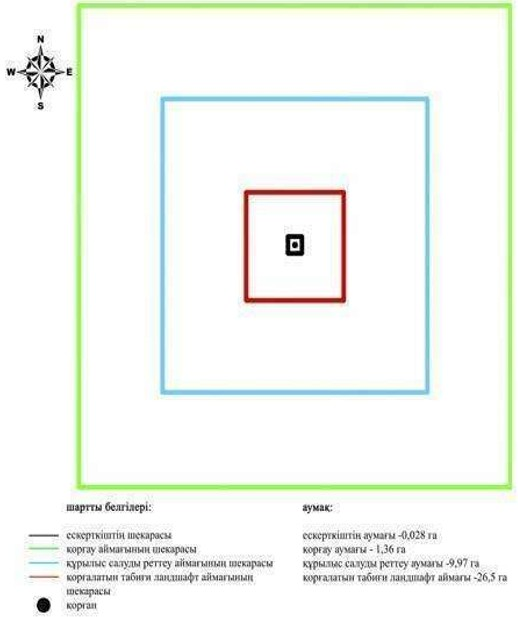 N
W E
S
шартты белгілері:
ескерткіштің шекарасы
қорғау аймағының шекарасы
құрылыс салуды реттеу аймағының шекарасы
қорғалатын табиғи ландшафт аймағының
шекарасы
қорған
аумақ:
ескерткіштің аумағы -0,028 га
қорғау аумағы - 1,36 га
құрылыс салуды реттеу аумағы -9,97 га
қорғалатын табиғи ландшафт аймағы -26,5 га